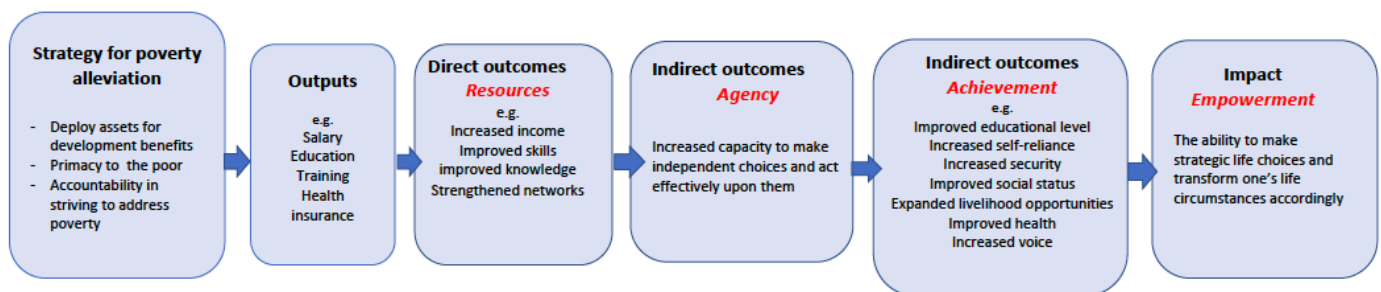 Strategy for poverty
alleviation
- Deploy assets for
development benefits
- Primacy to the poor
- Accountability in
striving to address
poverty
Outputs
e.g.
Salary
Education
Training
Health
insurance
Direct outcomes
Resources
e.g.
Increased income
Improved skills
improved knowledge
Strengthened networks
Indirect outcomes
Agency
Increased capacity to make
independent choices and act
effectively upon them
Indirect outcomes
Achievement
e.g.
Improved educational level
Increased self-reliance
Increased security
Improved social status
Expanded livelihood opportunities
Improved health
Increased voice
Impact
Empowerment
The ability to make
strategic life choices and
transform one's life
circumstances accordingly